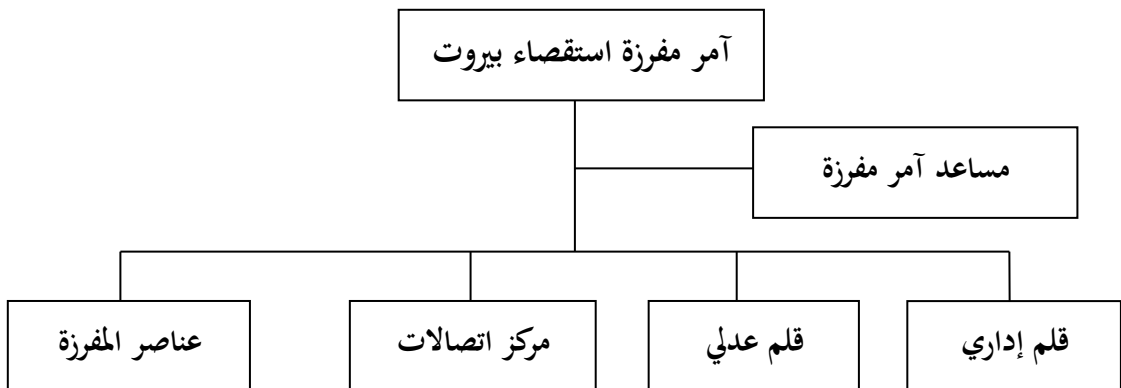 آمر مفرزة استقصاء بيروت
مساعد آمر مفرزة
قلم إداري
قلم عدلي
مركز اتصالات
عناصر المفرزة